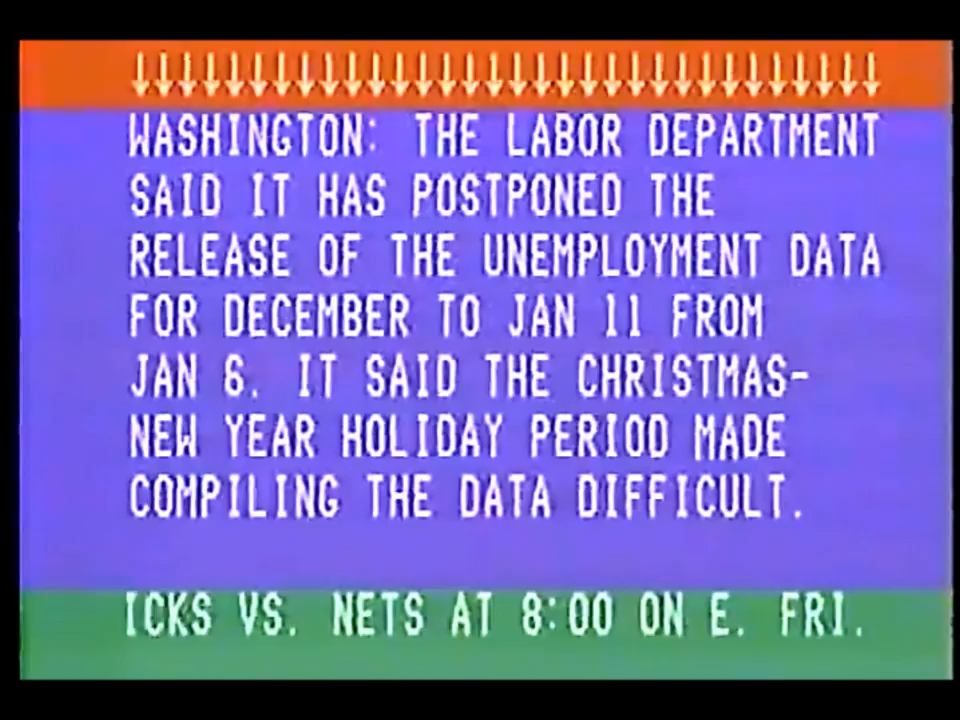 ↓↓↓↓↓↓↓↓↓↓↓↓↓↓↓↓↓↓↓↓↓↓↓↓↓↓↓↓↓↓↓↓
WASHINGTON: THE LABOR DEPARTMENT
SAID IT HAS POSTPONED THE
RELEASE OF THE UNEMPLOYMENT DATA
FOR DECEMBER TO JAN 11 FROM
JAN 6. IT SAID THE CHRISTMAS-
NEW YEAR HOLIDAY PERIOD MADE
COMPILING THE DATA DIFFICULT.
ICKS VS. NETS AT 8:00 ON E. FRI.